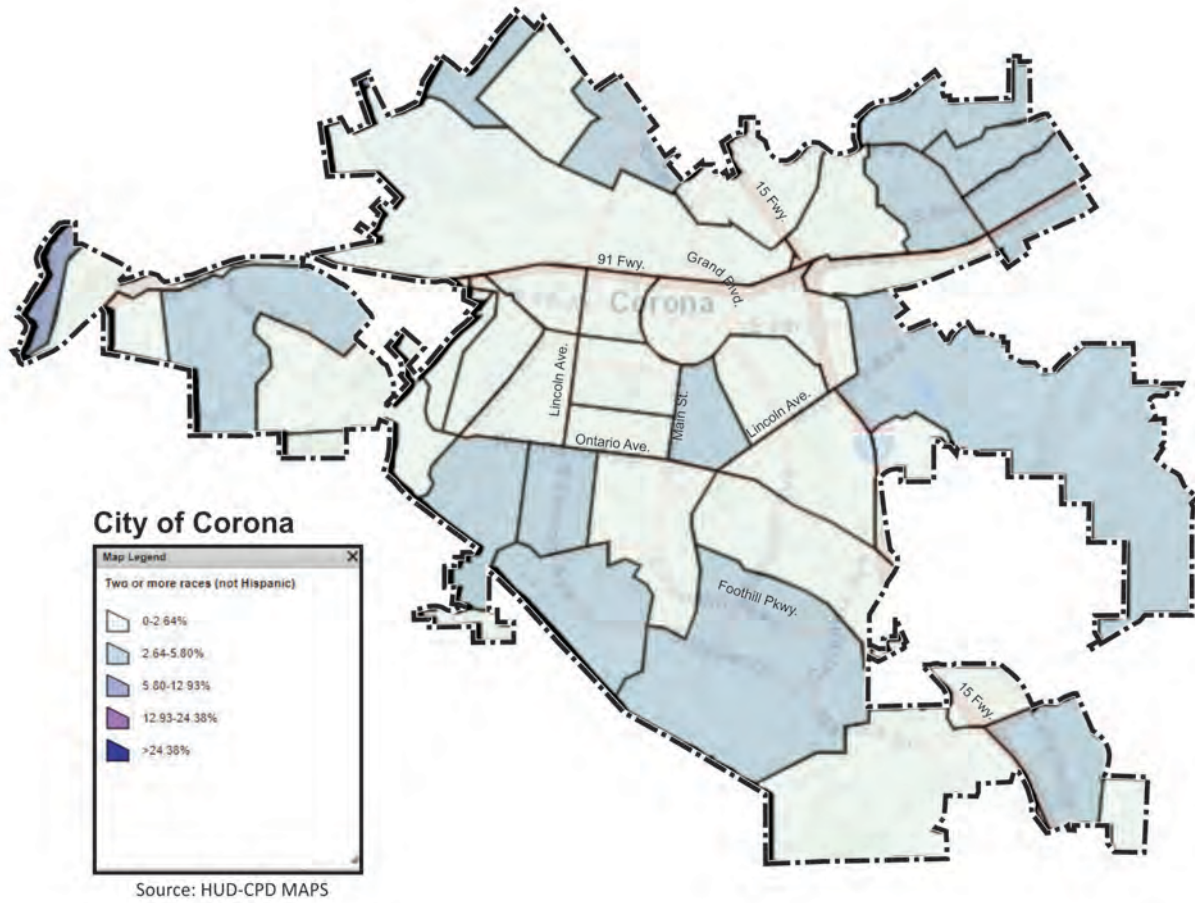 15 Fwy.
91 Fwy.
Grand Blvd.
Corona
Lincoln Ave.
Main St.
Lincoln Ave.
Ontario Ave.
Foothill Pkwy.
15 Fwy.
City of Corona
Map Legend
Two or more races (not Hispanic)
0-2.64%
2.64-5.80%
5.80-12.93%
12.93-24.38%
>24.38%
Source: HUD-CPD MAPS